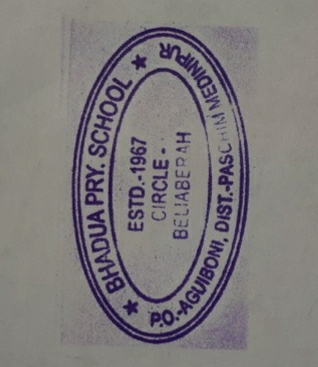 ★ BHADUA PRY. SCHOOL ★
P.O.-AGUIBONI, DIST.-PASCHIM MEDINIPUR
ESTD.-1967
CIRCLE -
BELIABERAH